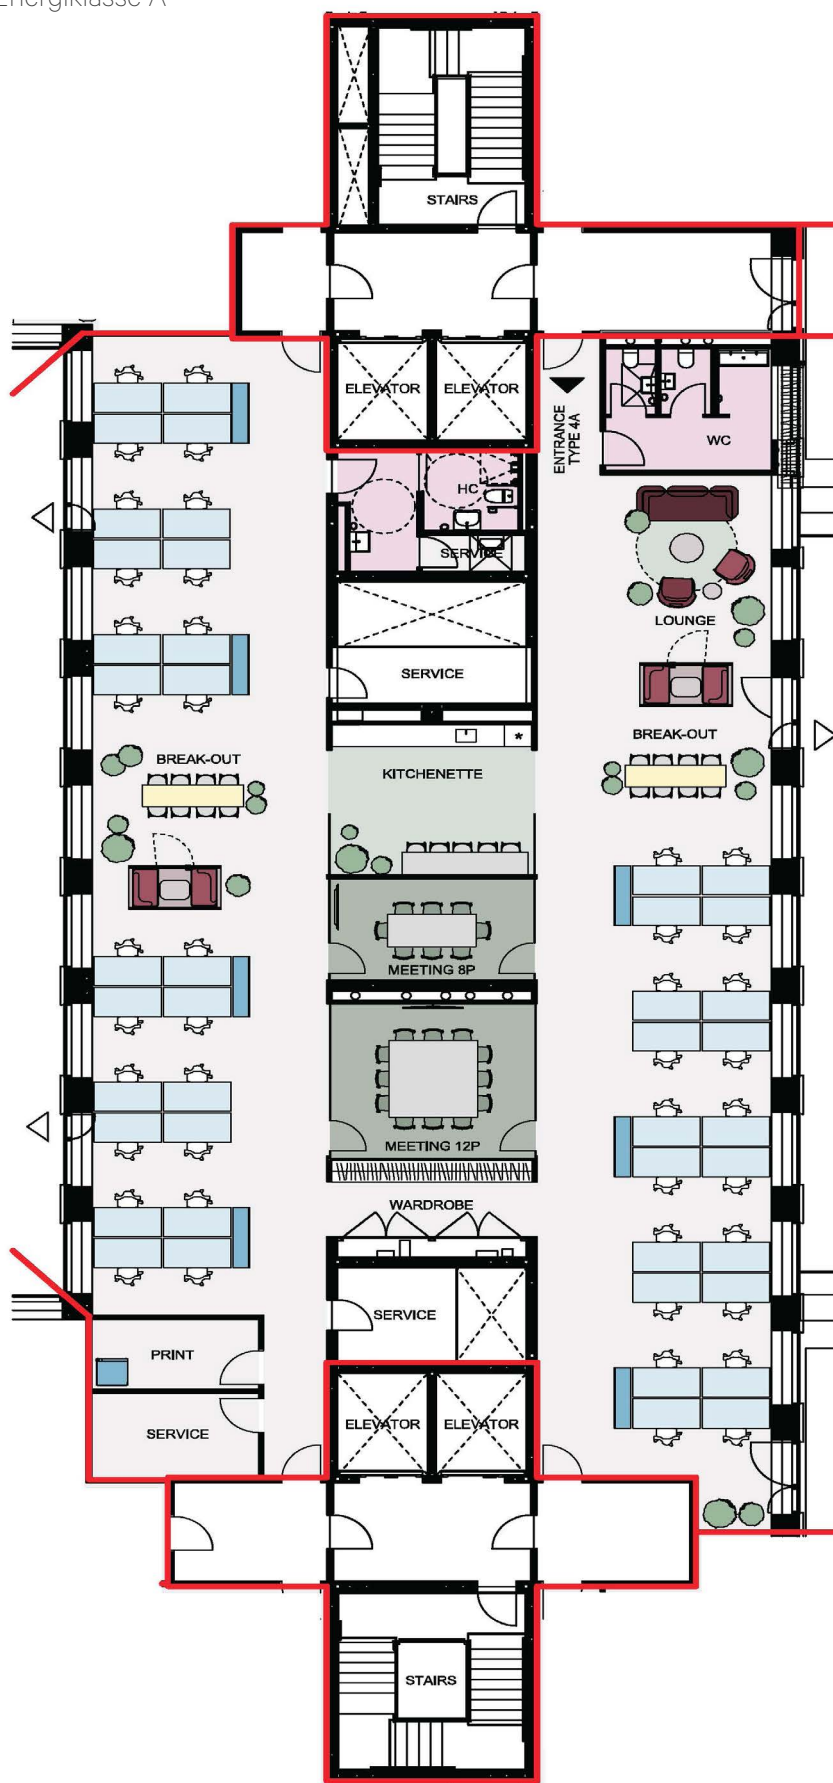 Energiklasse A
STAIRS
ELEVATOR
ELEVATOR
ENTRANCE
TYPE 4A
WC
HC
SERVICE
LOUNGE
SERVICE
BREAK-OUT
BREAK-OUT
KITCHENETTE
*
MEETING 8P
MEETING 12P
WARDROBE
SERVICE
PRINT
SERVICE
ELEVATOR
ELEVATOR
STAIRS